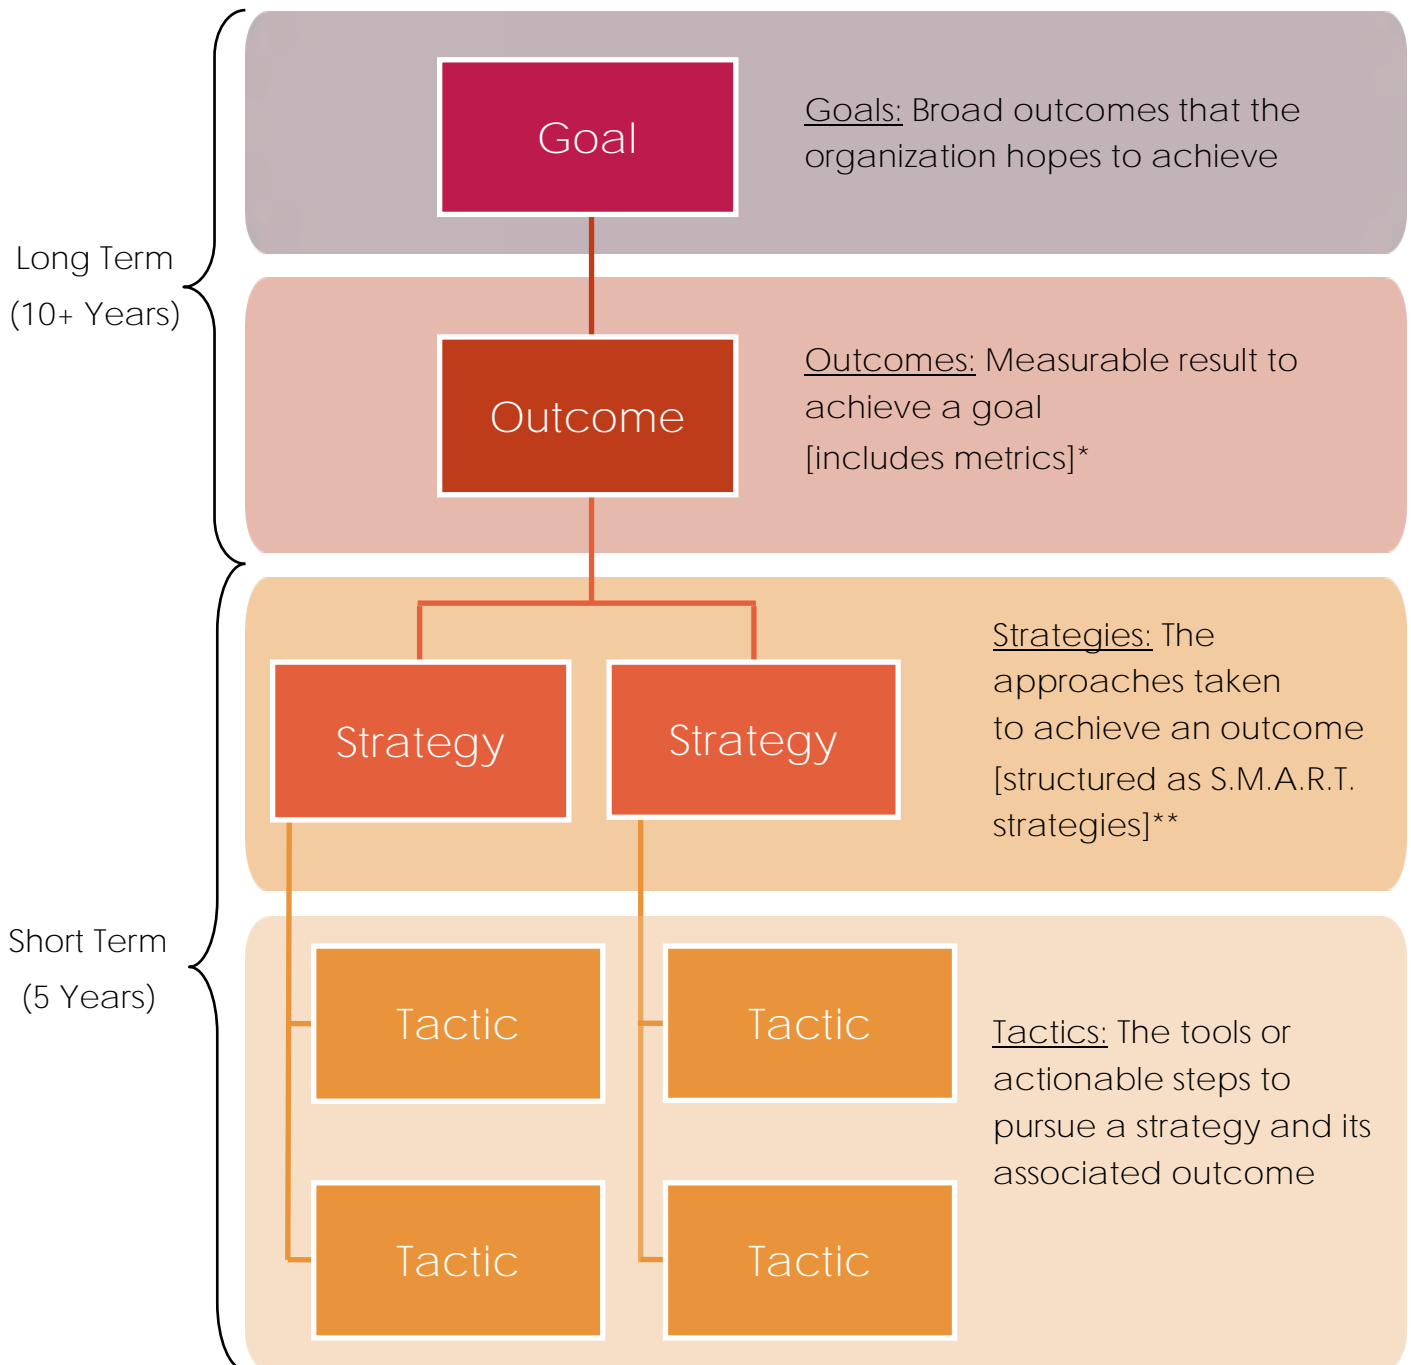 Goal
Goals: Broad outcomes that the
organization hopes to achieve
Long Term
(10+ Years)
Outcome
Outcomes: Measurable result to
achieve a goal
[includes metrics]*
Strategy
Strategy
Strategies: The
approaches taken
to achieve an outcome
[structured as S.M.A.R.T.
strategies]**
Short Term
(5 Years)
Tactic
Tactic
Tactics: The tools or
actionable steps to
pursue a strategy and its
associated outcome
Tactic
Tactic